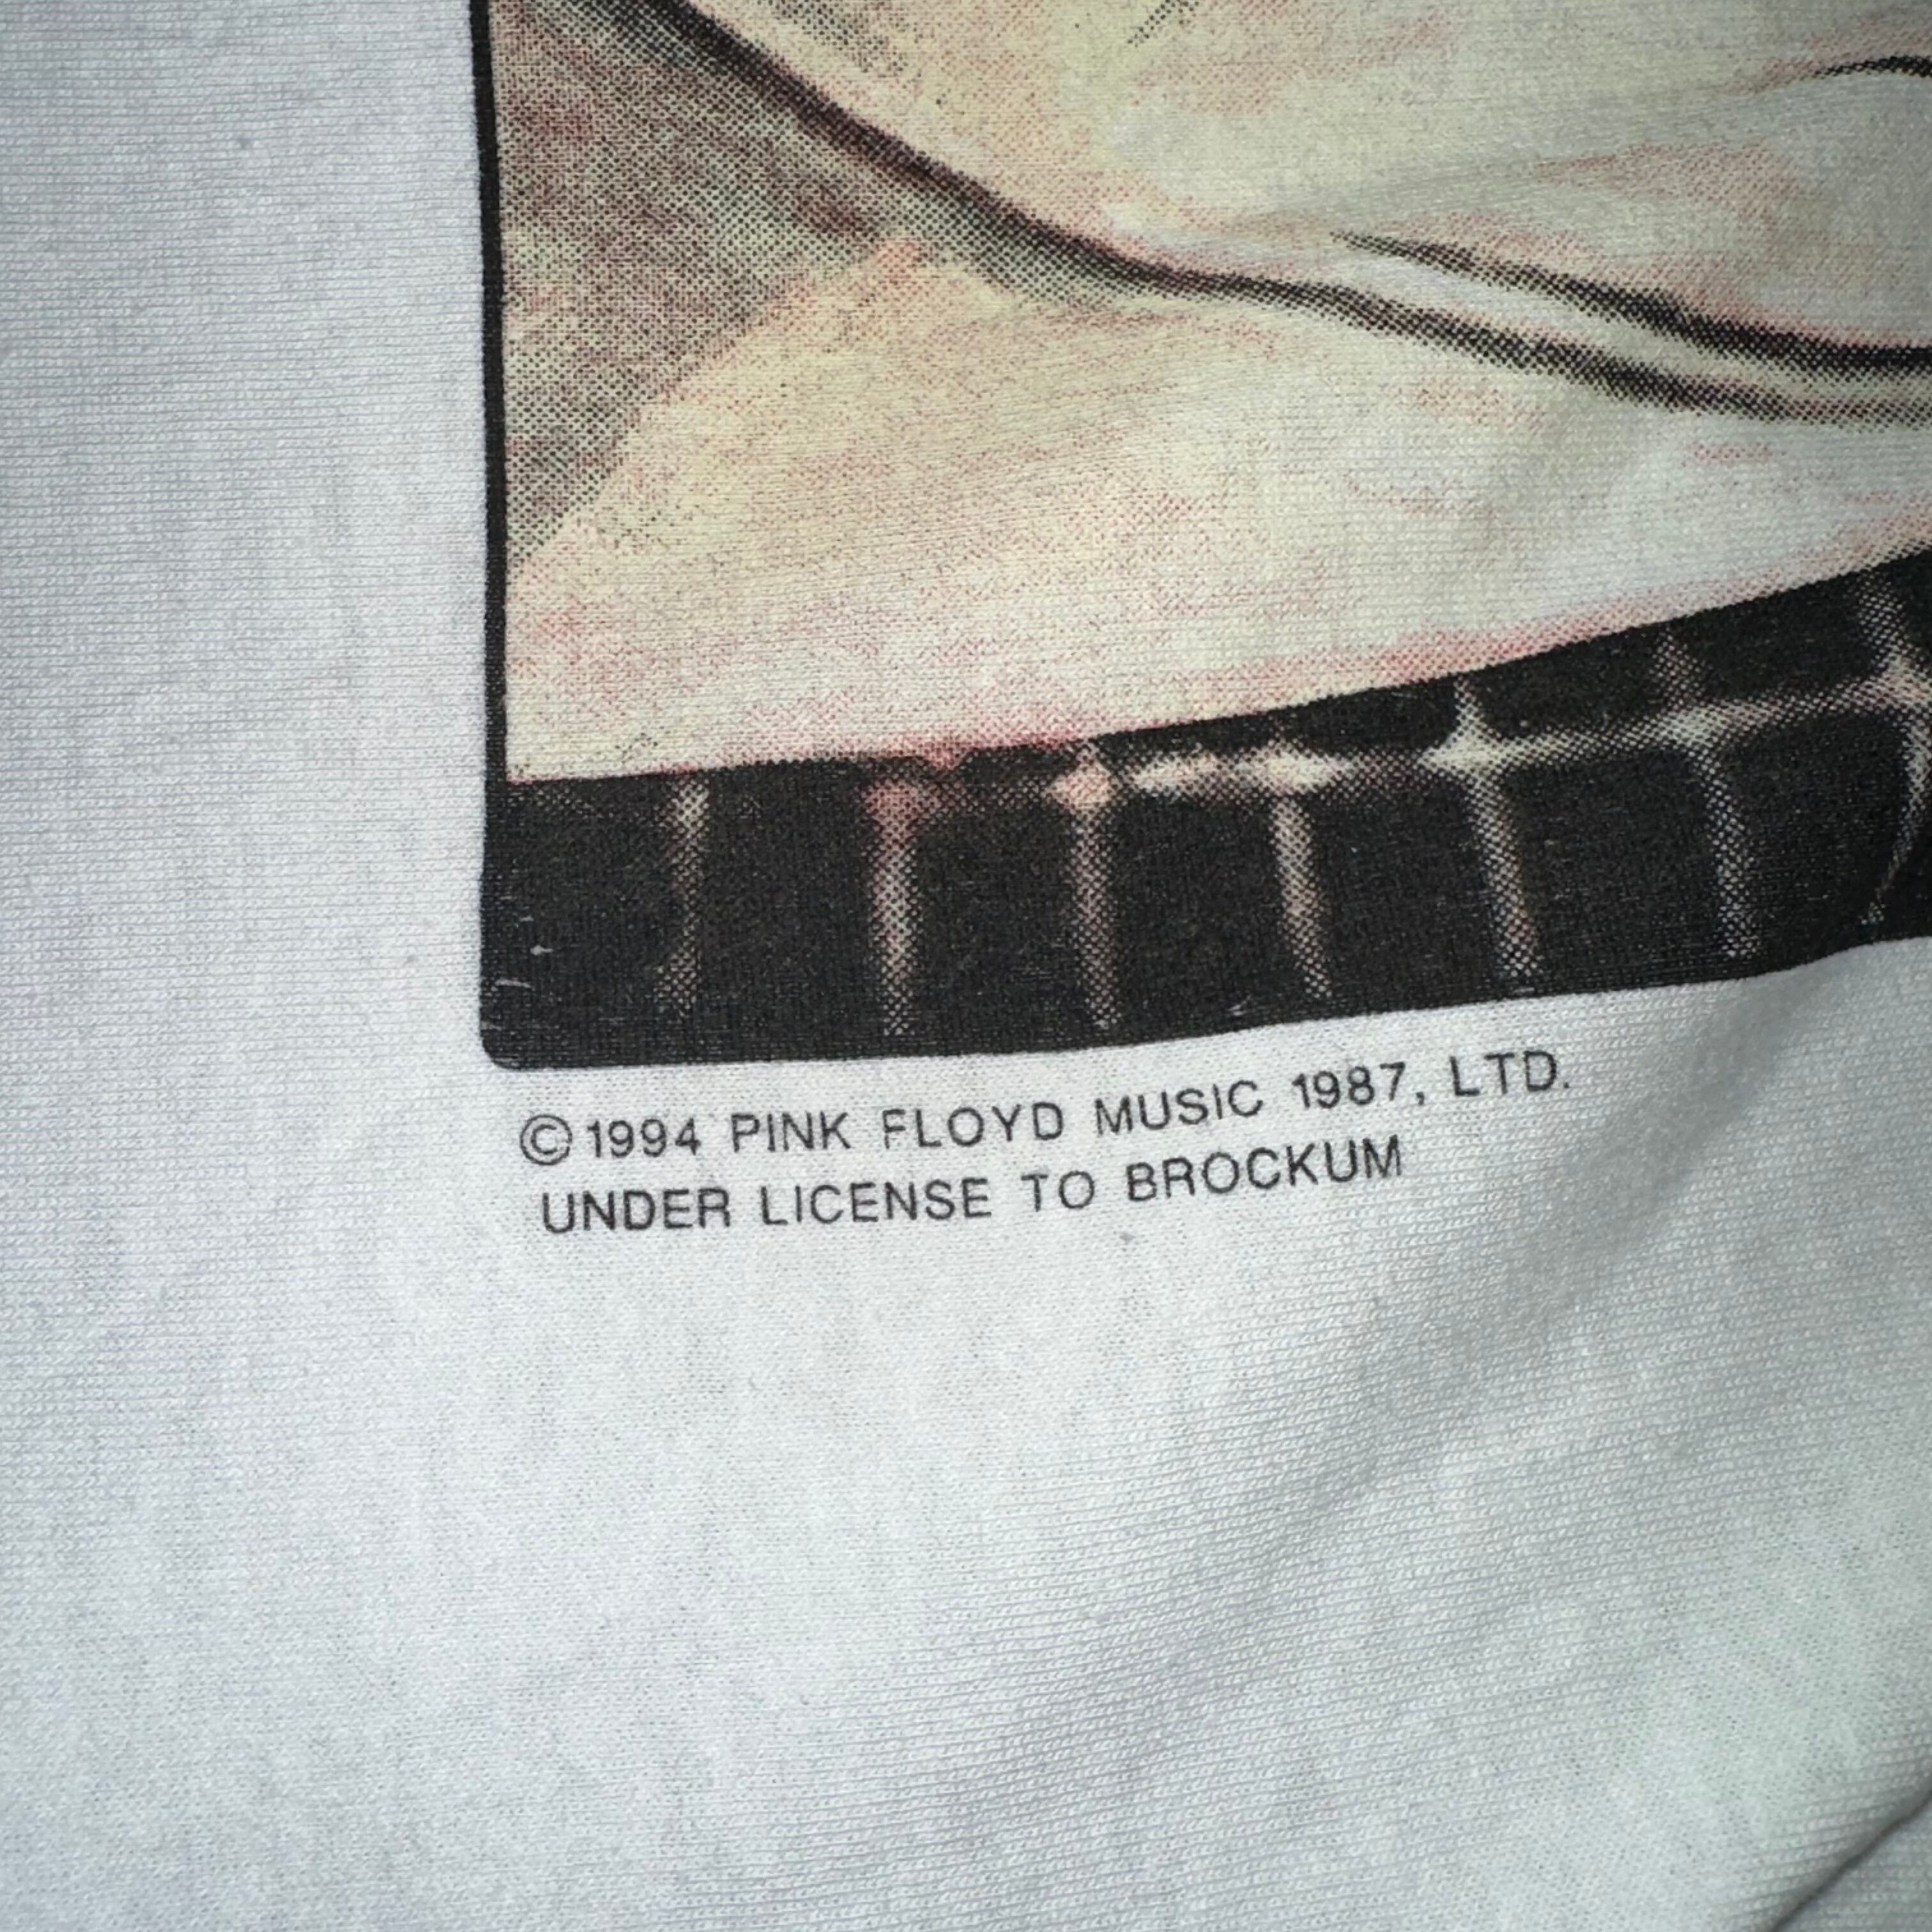 ©1994 PINK FLOYD MUSIC 1987, LTD.
UNDER LICENSE TO BROCKUM